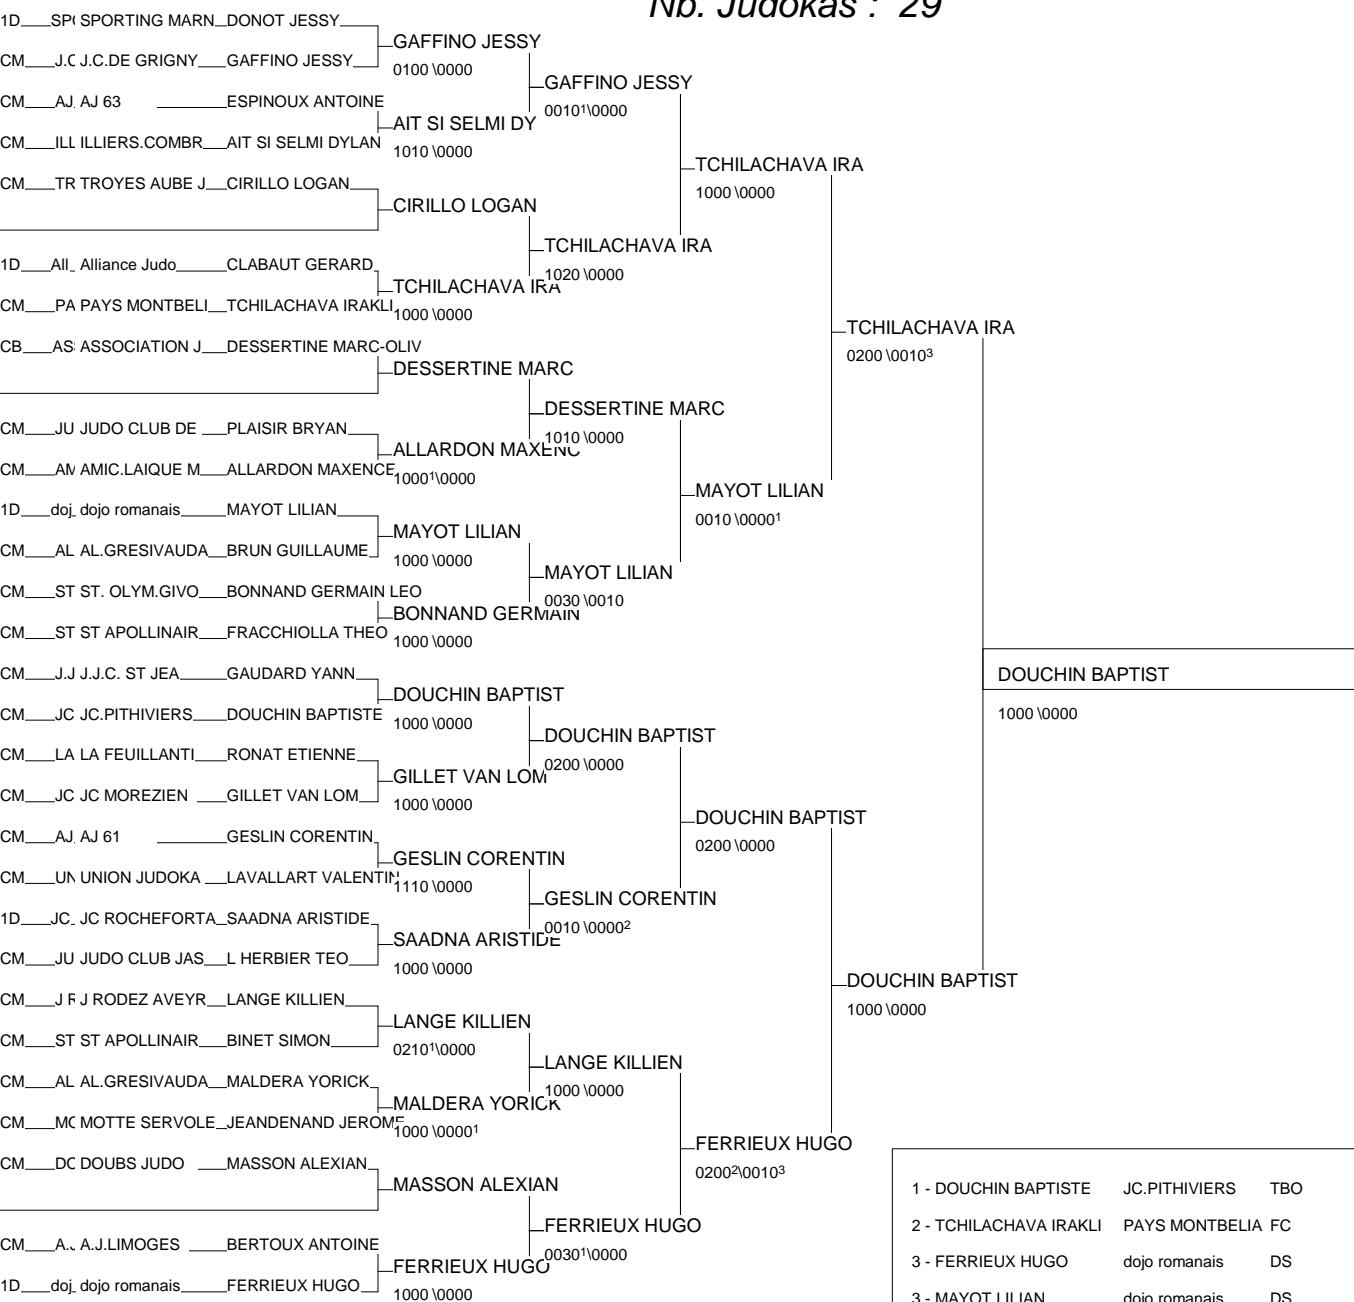 Nb. Judokas : 29
1D SPO SPORTING MARN DONOT JESSY
GAFFINO JESSY
0100 \0000
CM J.C J.C.DE GRIGNY GAFFINO JESSY
GAFFINO JESSY
00101\0000
CM AJ AJ 63 ESPINOUX ANTOINE
AIT SI SELMI DY
1010 \0000
CM ILL ILLIERS.COMBR AIT SI SELMI DYLAN
TCHILACHAVA IRA
1000 \0000
CM TR TROYES AUBE J CIRILLO LOGAN
CIRILLO LOGAN
TCHILACHAVA IRA
1020 \0000
1D All Alliance Judo CLABAUT GERARD
TCHILACHAVA IRA
1000 \0000
CM PA PAYS MONTBELI TCHILACHAVA IRAKLI
TCHILACHAVA IRA
0200 \00103
CB AS ASSOCIATION J DESSERTINE MARC-OLIV
DESSERTINE MARC
DESSERTINE MARC
1010 \0000
CM JU JUDO CLUB DE PLAISIR BRYAN
ALLARDON MAXENC
10001\0000
CM AM AMIC.LAIQUE M ALLARDON MAXENCE
MAYOT LILIAN
0010 \00001
1D doj dojo romanais MAYOT LILIAN
MAYOT LILIAN
1000 \0000
CM AL AL.GRESIVAUDA BRUN GUILLAUME
MAYOT LILIAN
0030 \0010
CM ST ST. OLYM.GIVO BONNAND GERMAIN LEO
BONNAND GERMAIN
1000 \0000
CM ST ST APOLLINAIR FRACCHIOLLA THEO
DOUCHIN BAPTIST
1000 \0000
CM J.J J.J.C. ST JEA GAUDARD YANN
DOUCHIN BAPTIST
1000 \0000
CM JC JC.PITHIVIERS DOUCHIN BAPTISTE
DOUCHIN BAPTIST
0200 \0000
CM LA LA FEUILLANTI RONAT ETIENNE
GILLET VAN LOM
1000 \0000
CM JC JC MOREZIEN GILLET VAN LOM
DOUCHIN BAPTIST
0200 \0000
CM AJ AJ 61 GESLIN CORENTIN
GESLIN CORENTIN
1110 \0000
CM UN UNION JUDOKA LAVALLART VALENTIN
GESLIN CORENTIN
0010 \00002
1D JC JC ROCHEFORTA SAADNA ARISTIDE
SAADNA ARISTIDE
1000 \0000
CM JU JUDO CLUB JAS L HERBIER TEO
DOUCHIN BAPTIST
1000 \0000
CM J R J RODEZ AVEYR LANGE KILLIEN
LANGE KILLIEN
02101\0000
CM ST ST APOLLINAIR BINET SIMON
LANGE KILLIEN
1000 \0000
CM AL AL.GRESIVAUDA MALDERA YORICK
MALDERA YORICK
1000 \00001
CM MO MOTTE SERVOLE JEANDENAND JEROME
FERRIEUX HUGO
02002\00103
CM DO DOUBS JUDO MASSON ALEXIAN
MASSON ALEXIAN
FERRIEUX HUGO
00301\0000
CM A.J A.J.LIMOGES BERTOUX ANTOINE
FERRIEUX HUGO
1000 \0000
1D doj dojo romanais FERRIEUX HUGO
1 - DOUCHIN BAPTISTE JC.PITHIVIERS TBO
2 - TCHILACHAVA IRAKLI PAYS MONTBELIA FC
3 - FERRIEUX HUGO dojo romanais DS
3 - MAYOT LILIAN dojo romanais DS